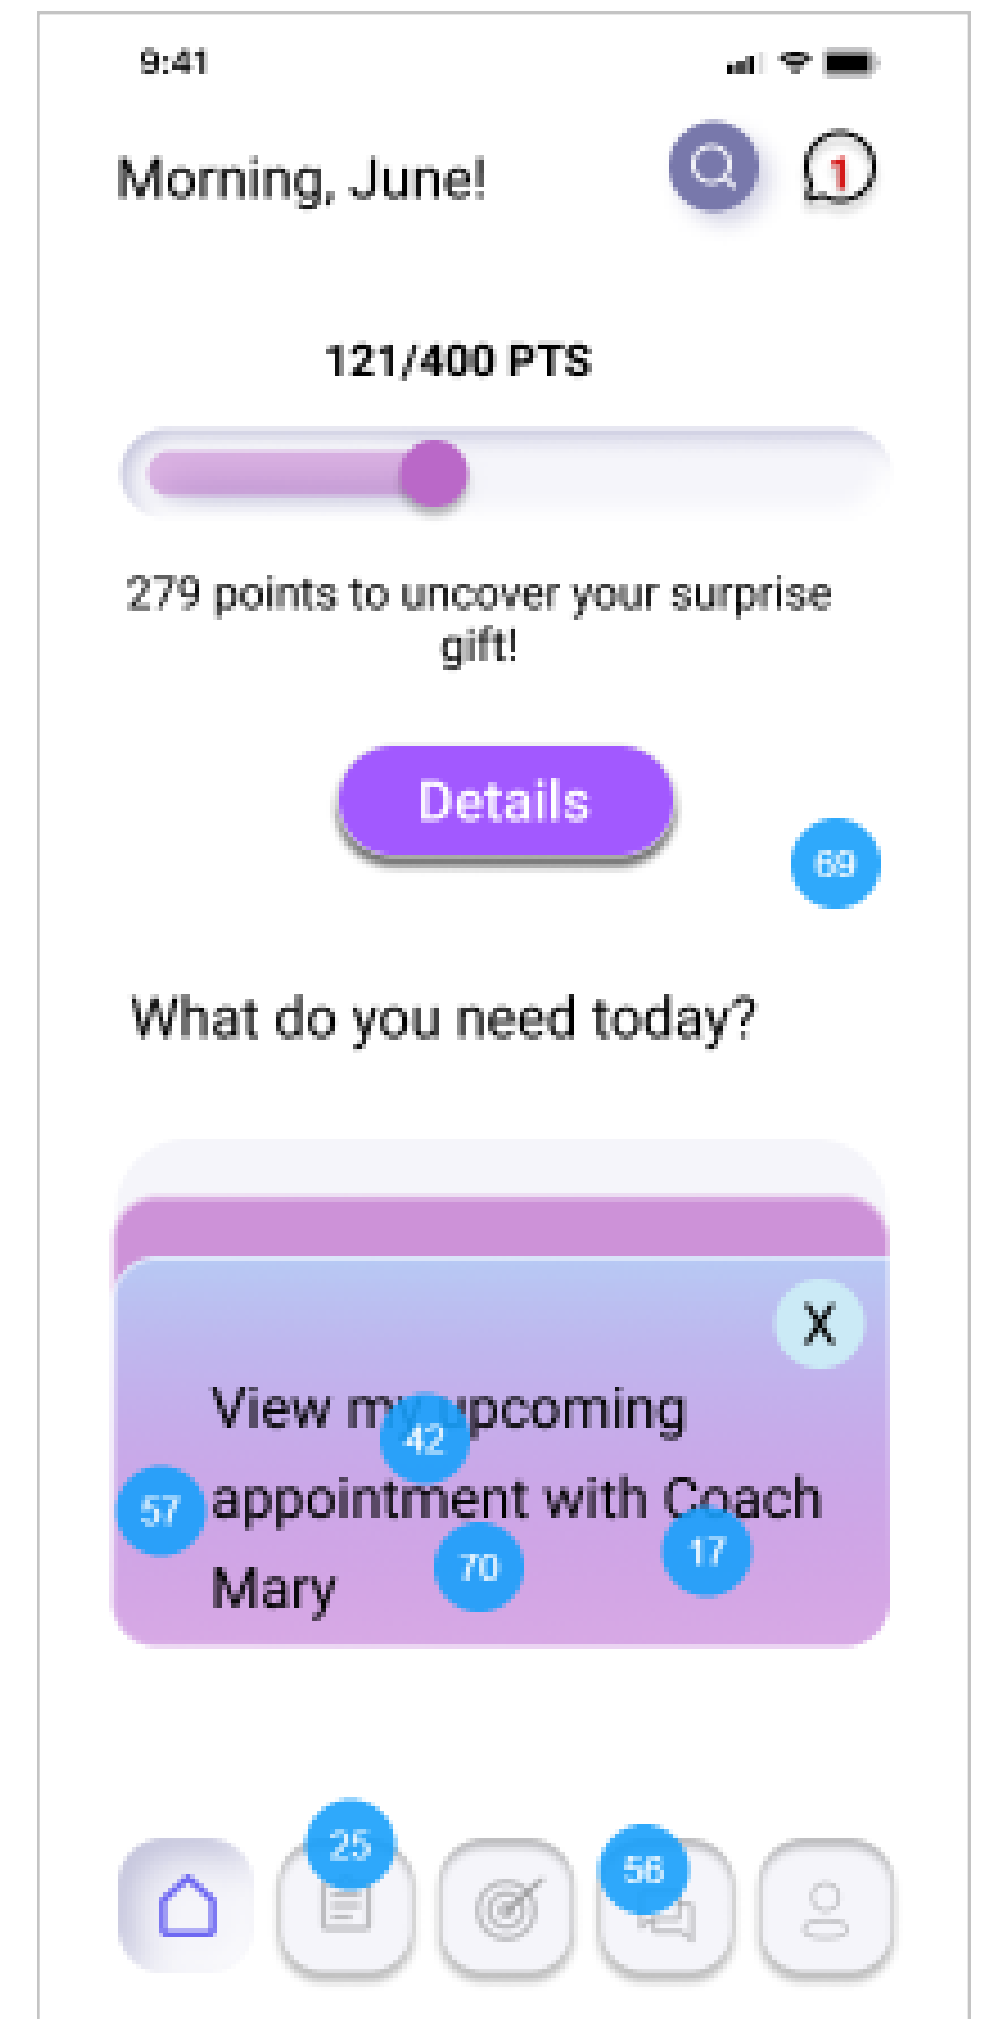 9:41
Morning, June!
1
121/400 PTS
279 points to uncover your surprise
gift!
Details
69
What do you need today?
X
View my upcoming
42
appointment with Coach
57
70
17
Mary
25
56